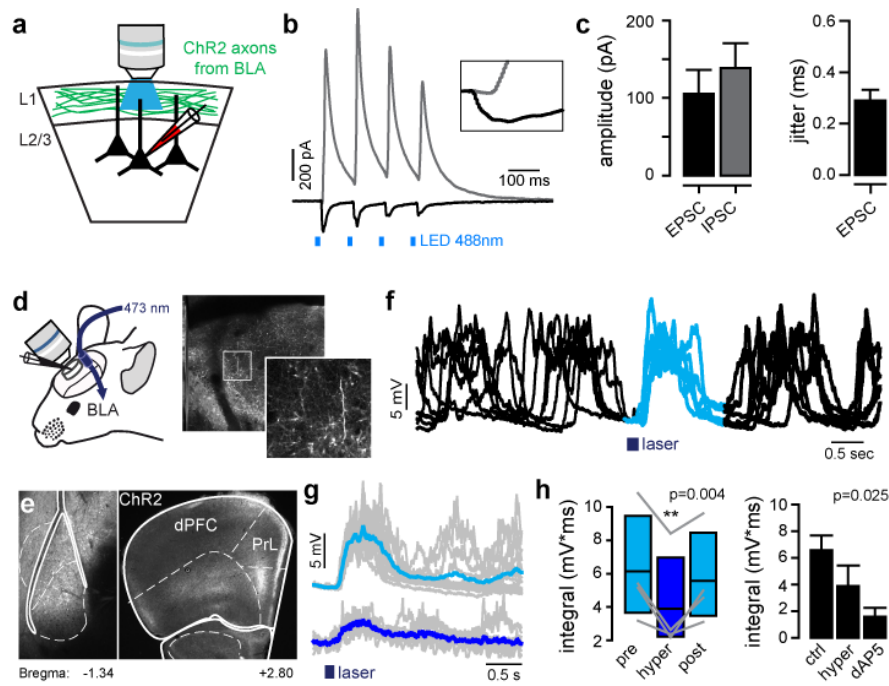 a
ChR2 axons
from BLA
L1
L2/3
b
200 pA
100 ms
LED 488nm
c
amplitude (pA)
200
100
0
EPSC
IPSC
jitter (ms)
0.6
0.4
0.2
0.0
EPSC
d
473 nm
BLA
f
5 mV
laser
0.5 sec
e
ChR2
dPFC
PrL
Bregma: -1.34 +2.80
g
5 mV
laser
0.5 s
h
p=0.004
**
integral (mV*ms)
10
8
6
4
2
pre
hyper
post
p=0.025
integral (mV*ms)
10
8
6
4
2
0
ctrl
hyper
dAP5